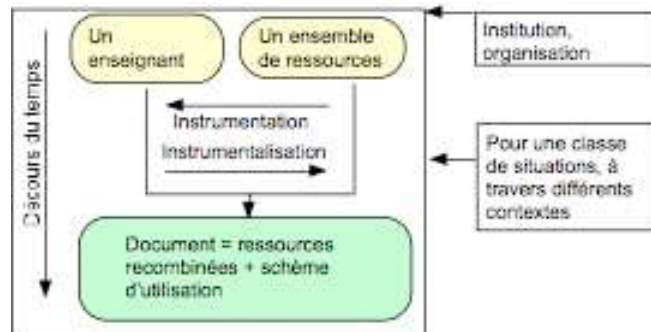 Un
enseignant
Un ensemble
de ressources
Institution,
organisation
Instrumentation
Instrumentalisation
Décours du temps
Pour une classe
de situations, à
travers différents
contextes
Document = ressources
recombinées + schème
d'utilisation